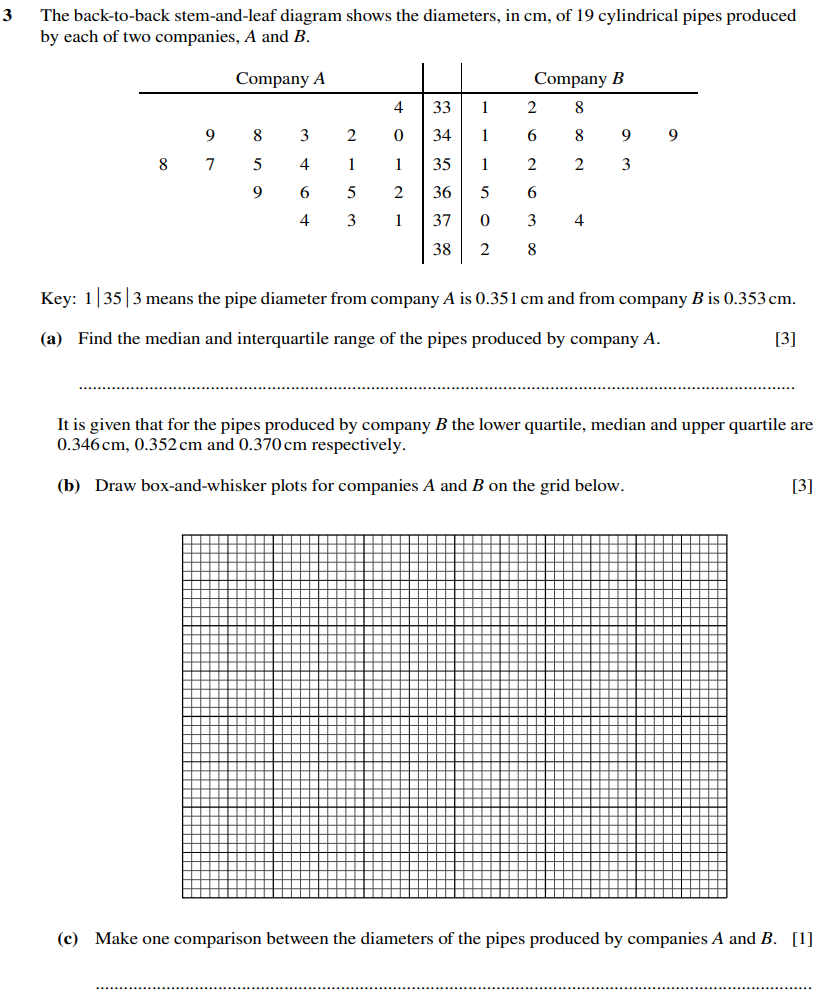 3 The back-to-back stem-and-leaf diagram shows the diameters, in cm, of 19 cylindrical pipes produced
by each of two companies, A and B.
Company A Company B
4 33 1 2 8
9 8 3 2 0 34 1 6 8 9 9
8 7 5 4 1 1 35 1 2 2 3
9 6 5 2 36 5 6
4 3 1 37 0 3 4
38 2 8
Key: 1|35|3 means the pipe diameter from company A is 0.351 cm and from company B is 0.353 cm.
(a) Find the median and interquartile range of the pipes produced by company A. [3]
It is given that for the pipes produced by company B the lower quartile, median and upper quartile are
0.346 cm, 0.352 cm and 0.370 cm respectively.
(b) Draw box-and-whisker plots for companies A and B on the grid below. [3]
(c) Make one comparison between the diameters of the pipes produced by companies A and B. [1]